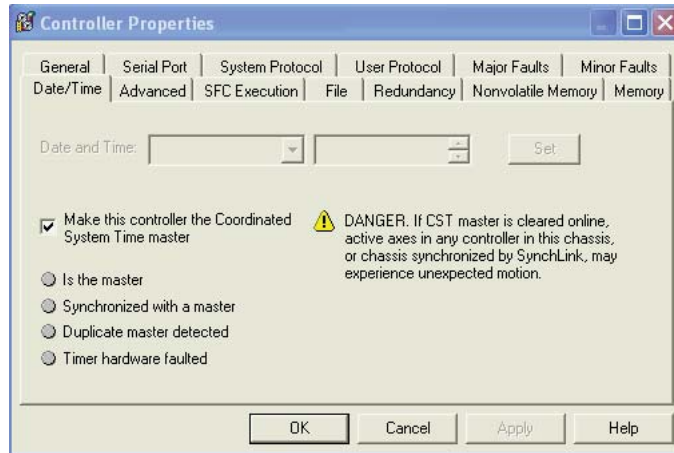 Controller Properties
General Serial Port System Protocol User Protocol Major Faults Minor Faults
Date/Time Advanced SFC Execution File Redundancy Nonvolatile Memory Memory
Date and Time: Set
Make this controller the Coordinated
System Time master
DANGER. If CST master is cleared online,
active axes in any controller in this chassis,
or chassis synchronized by SynchLink, may
experience unexpected motion.
Is the master
Synchronized with a master
Duplicate master detected
Timer hardware faulted
OK Cancel Apply Help